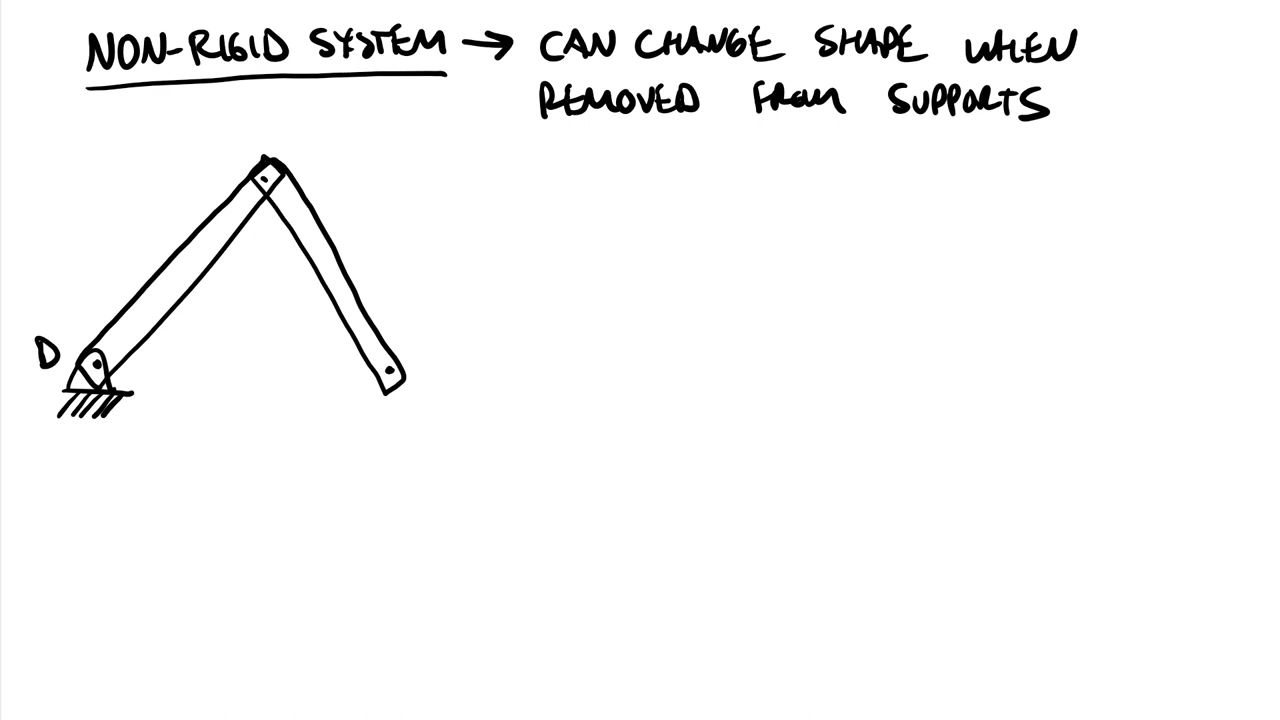 NON-RIGID SYSTEM → CAN CHANGE SHAPE WHEN
REMOVED FROM SUPPORTS
D